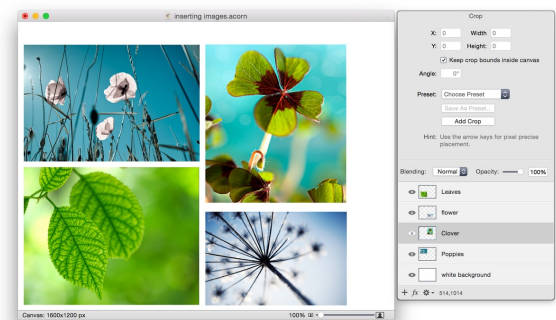 inserting images.acorn
Canvas: 1600x1200 px
100%
Crop
X: 0 Width 0
Y: 0 Height: 0
Keep crop bounds inside canvas
Angle: 0°
Preset: Choose Preset
Save As Preset...
Add Crop
Hint: Use the arrow keys for pixel precise
placement.
Blending: Normal Opacity: 100%
Leaves
flower
Clover
Poppies
white background
+ fx 514,1014